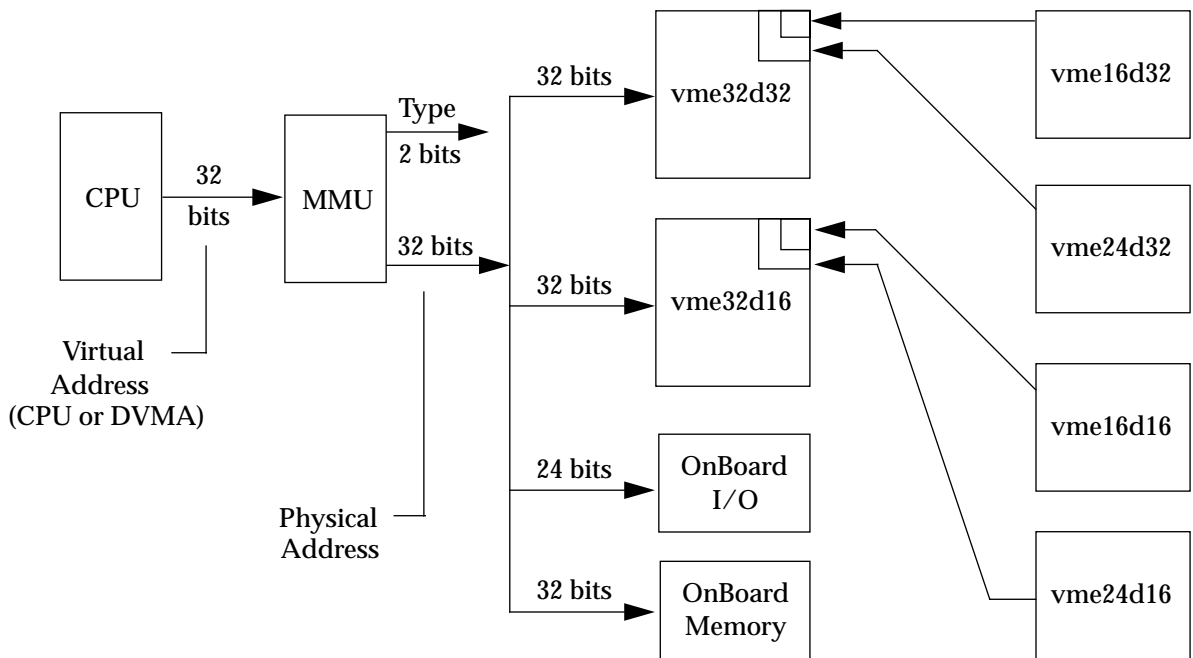 CPU
32
bits
Virtual
Address
(CPU or DVMA)
MMU
Type
2 bits
32 bits
Physical
Address
32 bits
vme32d32
32 bits
vme32d16
24 bits
OnBoard
I/O
32 bits
OnBoard
Memory
vme16d32
vme24d32
vme16d16
vme24d16